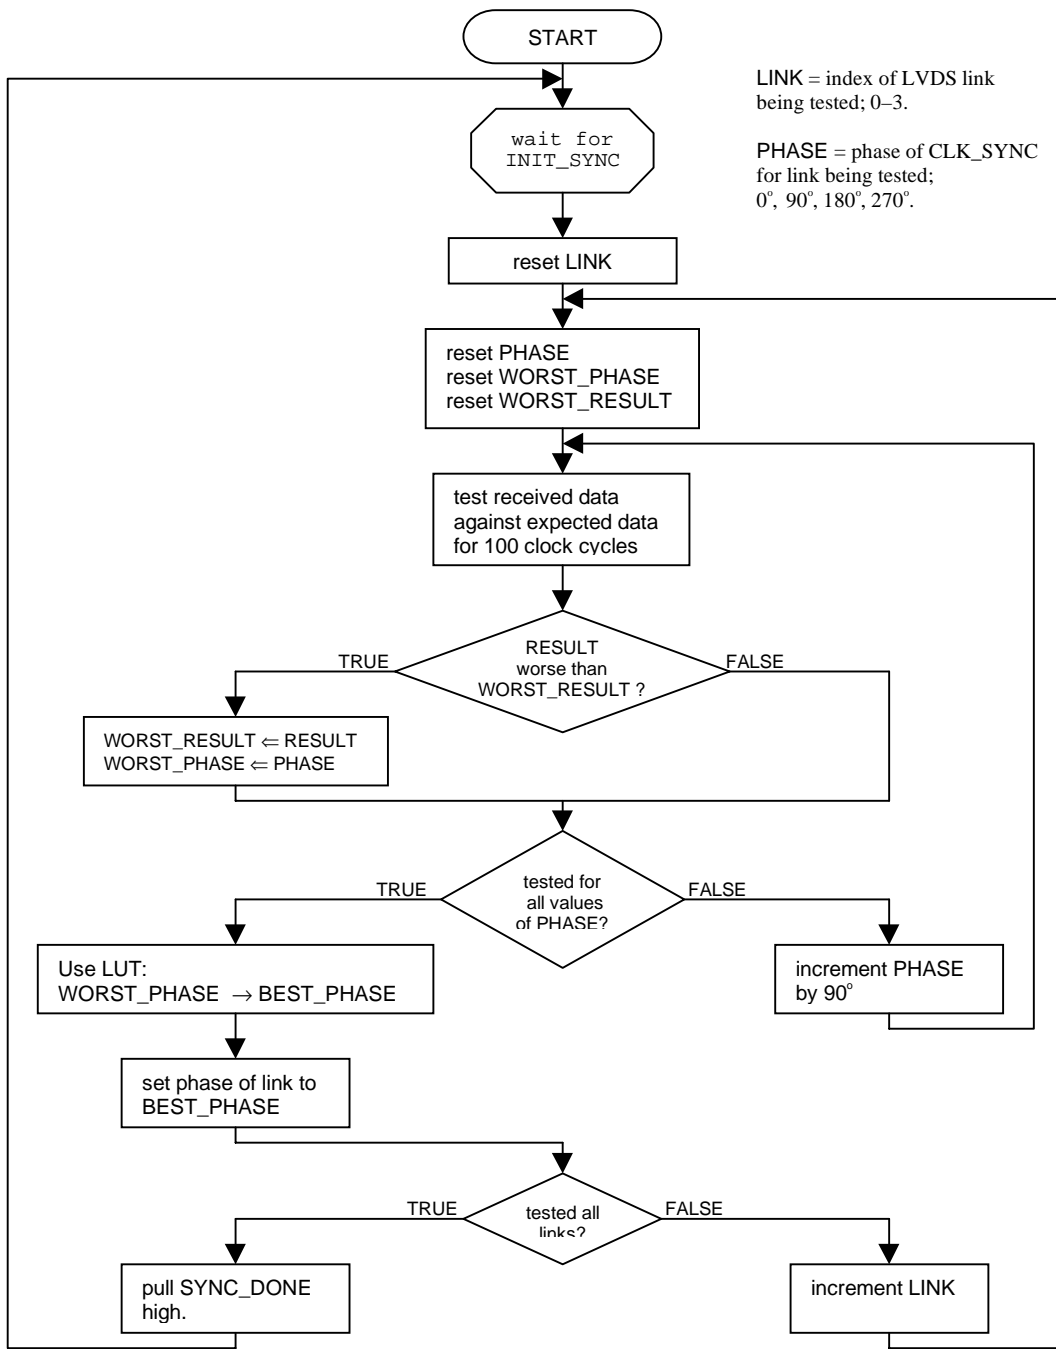 START
LINK = index of LVDS link
being tested; 0–3.
PHASE = phase of CLK_SYNC
for link being tested;
0°, 90°, 180°, 270°.
wait for
INIT_SYNC
reset LINK
reset PHASE
reset WORST_PHASE
reset WORST_RESULT
test received data
against expected data
for 100 clock cycles
TRUE
RESULT
worse than
WORST_RESULT ?
FALSE
WORST_RESULT ⇐ RESULT
WORST_PHASE ⇐ PHASE
TRUE
tested for
all values
of PHASE?
FALSE
Use LUT:
WORST_PHASE → BEST_PHASE
increment PHASE
by 90°
set phase of link to
BEST_PHASE
TRUE
tested all
links?
FALSE
pull SYNC_DONE
high.
increment LINK